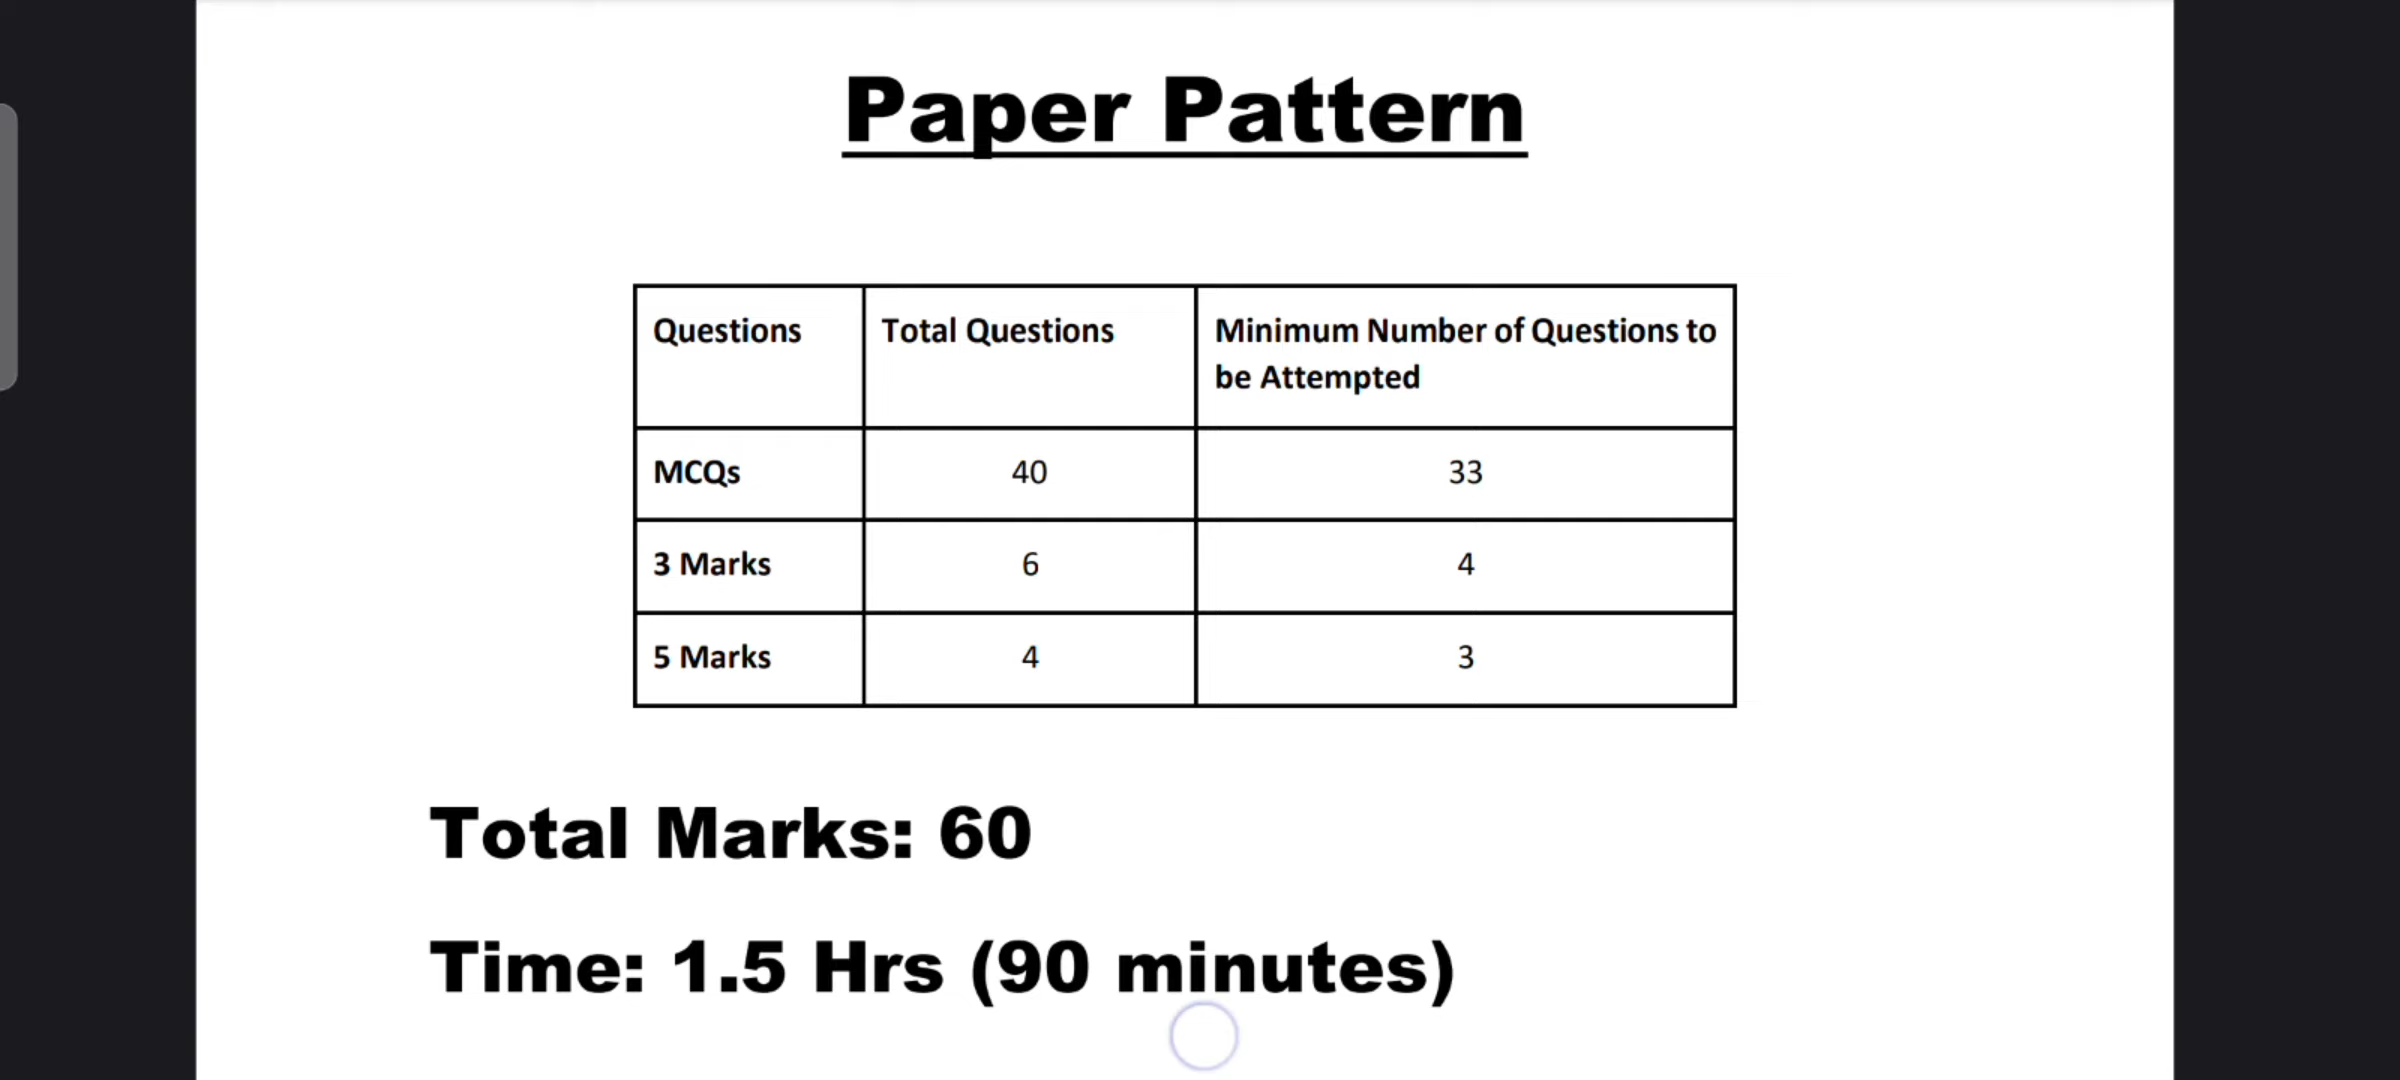 Paper Pattern
Questions Total Questions Minimum Number of Questions to
be Attempted
MCQs 40 33
3 Marks 6 4
5 Marks 4 3
Total Marks: 60
Time: 1.5 Hrs (90 minutes)